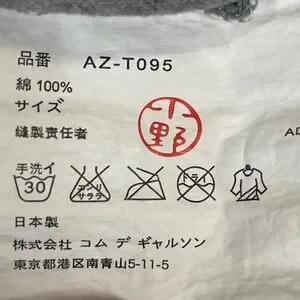 品番 AZ-T095
綿 100%
サイズ
縫製責任者
小野
AD
手洗イ
30
エンソ
サラシ
ドライ
日本製
株式会社 コム デ ギャルソン
東京都港区南青山5-11-5